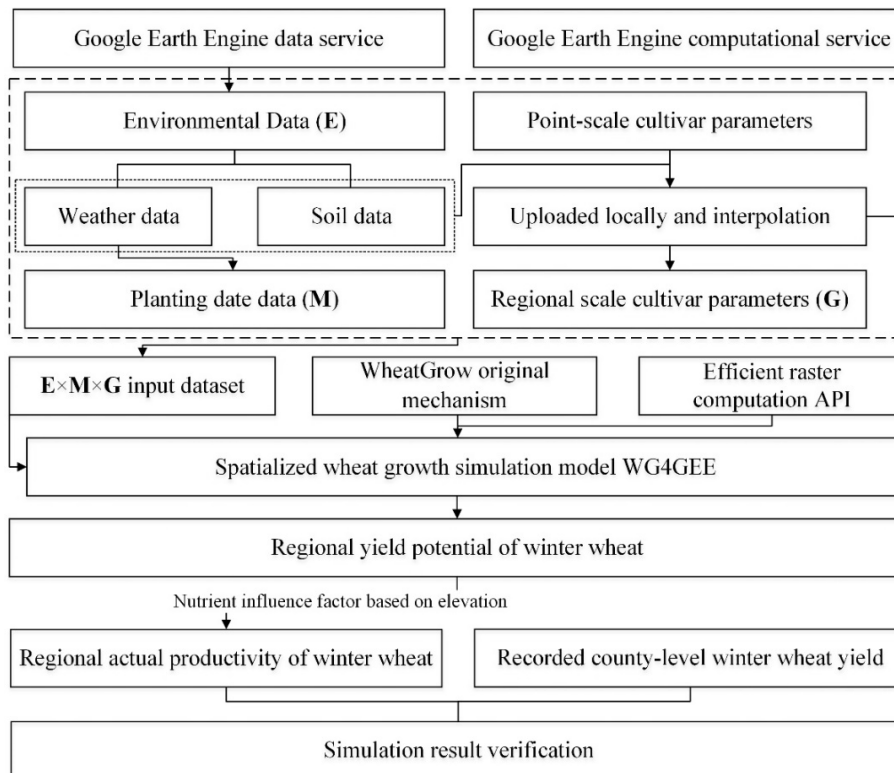 Google Earth Engine data service
Google Earth Engine computational service
Environmental Data (E)
Point-scale cultivar parameters
Weather data
Soil data
Uploaded locally and interpolation
Planting date data (M)
Regional scale cultivar parameters (G)
E×M×G input dataset
WheatGrow original
mechanism
Efficient raster
computation API
Spatialized wheat growth simulation model WG4GEE
Regional yield potential of winter wheat
Nutrient influence factor based on elevation
Regional actual productivity of winter wheat
Recorded county-level winter wheat yield
Simulation result verification